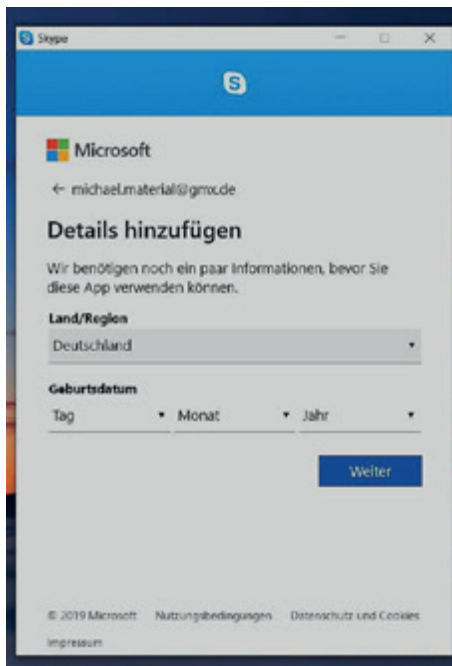 Skype
Microsoft
← michael.material@gmx.de
Details hinzufügen
Wir benötigen noch ein paar Informationen, bevor Sie
diese App verwenden können.
Land/Region
Deutschland
Geburtsdatum
Tag Monat Jahr
Weiter
© 2019 Microsoft Nutzungsbedingungen Datenschutz und Cookies
Impressum